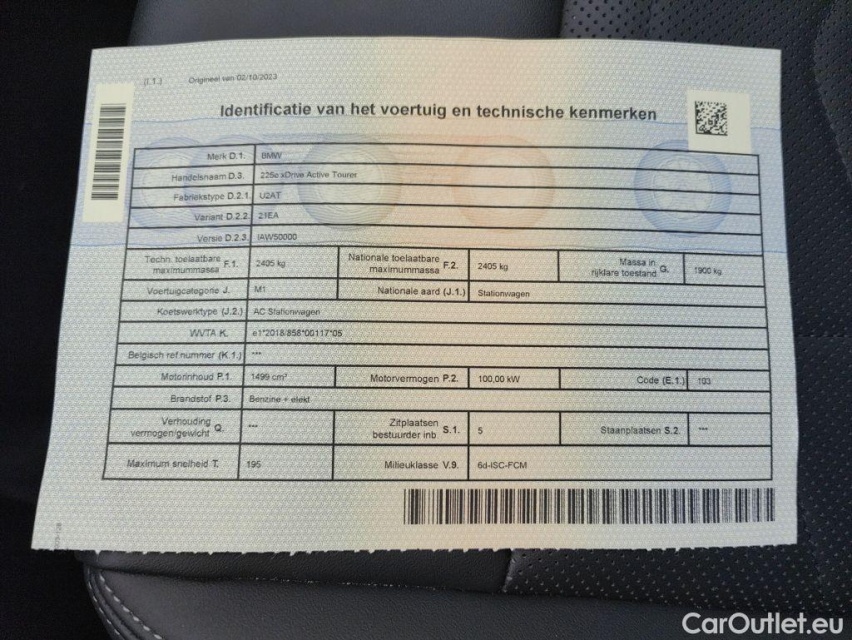 (I.1.) Origineel van 02/10/2023
Identificatie van het voertuig en technische kenmerken
Merk D.1. BMW
Handelsnaam D.3. 225e xDrive Active Tourer
Fabriekstype D.2.1. U2AT
Variant D.2.2. 21EA
Versie D.2.3. IAW50000
Techn. toelaatbare maximummassa F.1. 2405 kg Nationale toelaatbare maximummassa F.2. 2405 kg Massa in rijklare toestand G. 1900 kg
Voertuigcategorie J. M1 Nationale aard (J.1.) Stationwagen
Koetswerktype (J.2.) AC Stationwagen
WVTA K. e1*2018/858*00117*05
Belgisch ref nummer (K.1.) ***
Motorinhoud P.1. 1499 cm³ Motorvermogen P.2. 100,00 kW Code (E.1.) 103
Brandstof P.3. Benzine + elekt
Verhouding vermogen/gewicht Q. *** Zitplaatsen bestuurder inb S.1. 5 Staanplaatsen S.2. ***
Maximum snelheid T. 195 Milieuklasse V.9. 6d-ISC-FCM
CarOutlet.eu